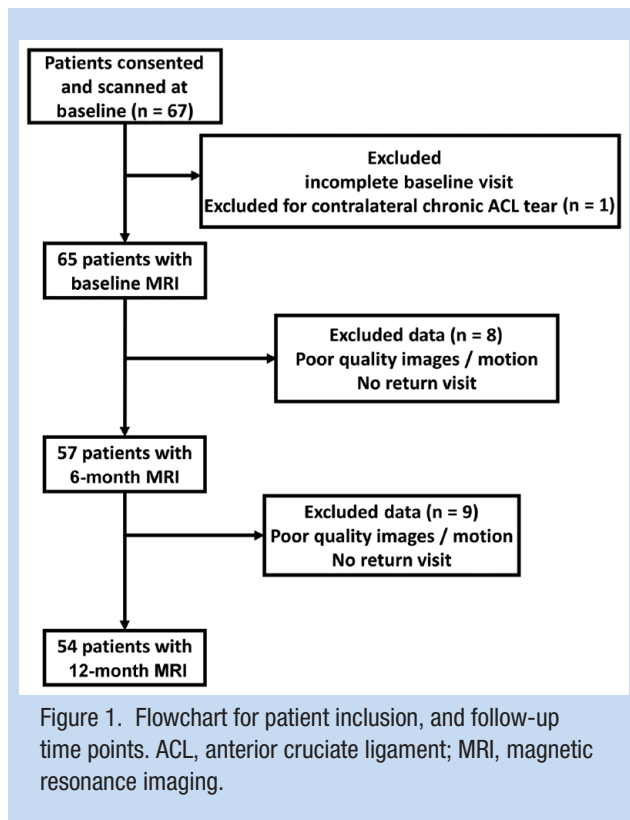 Patients consented
and scanned at
baseline (n = 67)
Excluded
incomplete baseline visit
Excluded for contralateral chronic ACL tear (n = 1)
65 patients with
baseline MRI
Excluded data (n = 8)
Poor quality images / motion
No return visit
57 patients with
6-month MRI
Excluded data (n = 9)
Poor quality images / motion
No return visit
54 patients with
12-month MRI
Figure 1. Flowchart for patient inclusion, and follow-up
time points. ACL, anterior cruciate ligament; MRI, magnetic
resonance imaging.